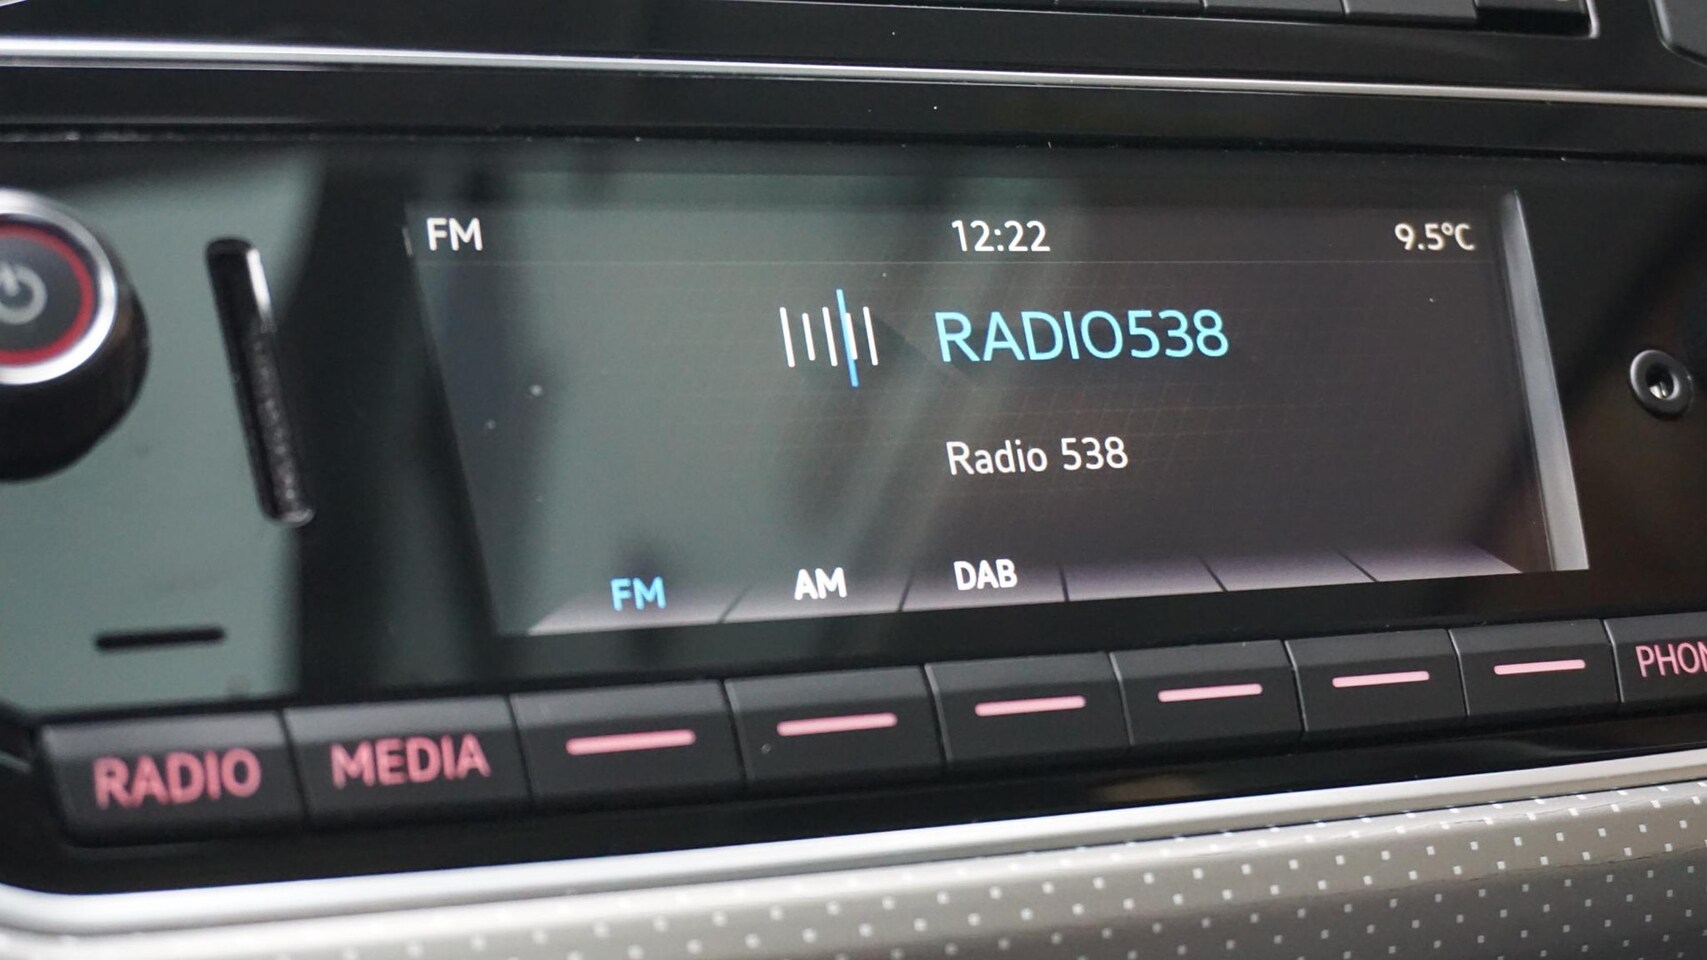 FM 12:22 9.5°C
RADIO538
Radio 538
FM AM DAB
RADIO MEDIA PHON